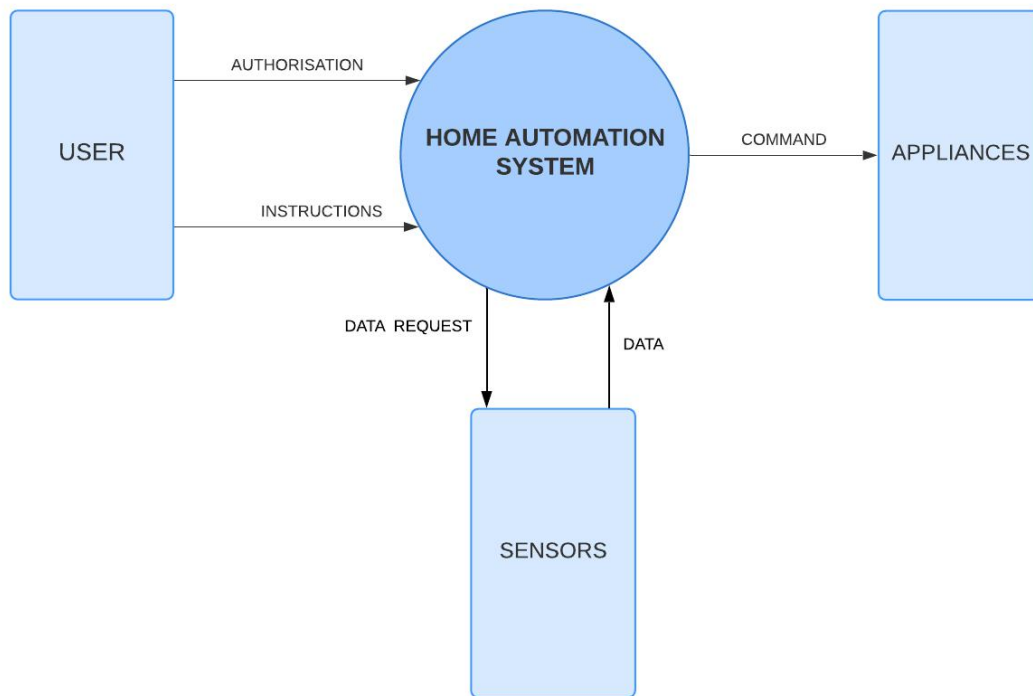 AUTHORISATION
USER
HOME AUTOMATION
SYSTEM
COMMAND
APPLIANCES
INSTRUCTIONS
DATA REQUEST
DATA
SENSORS